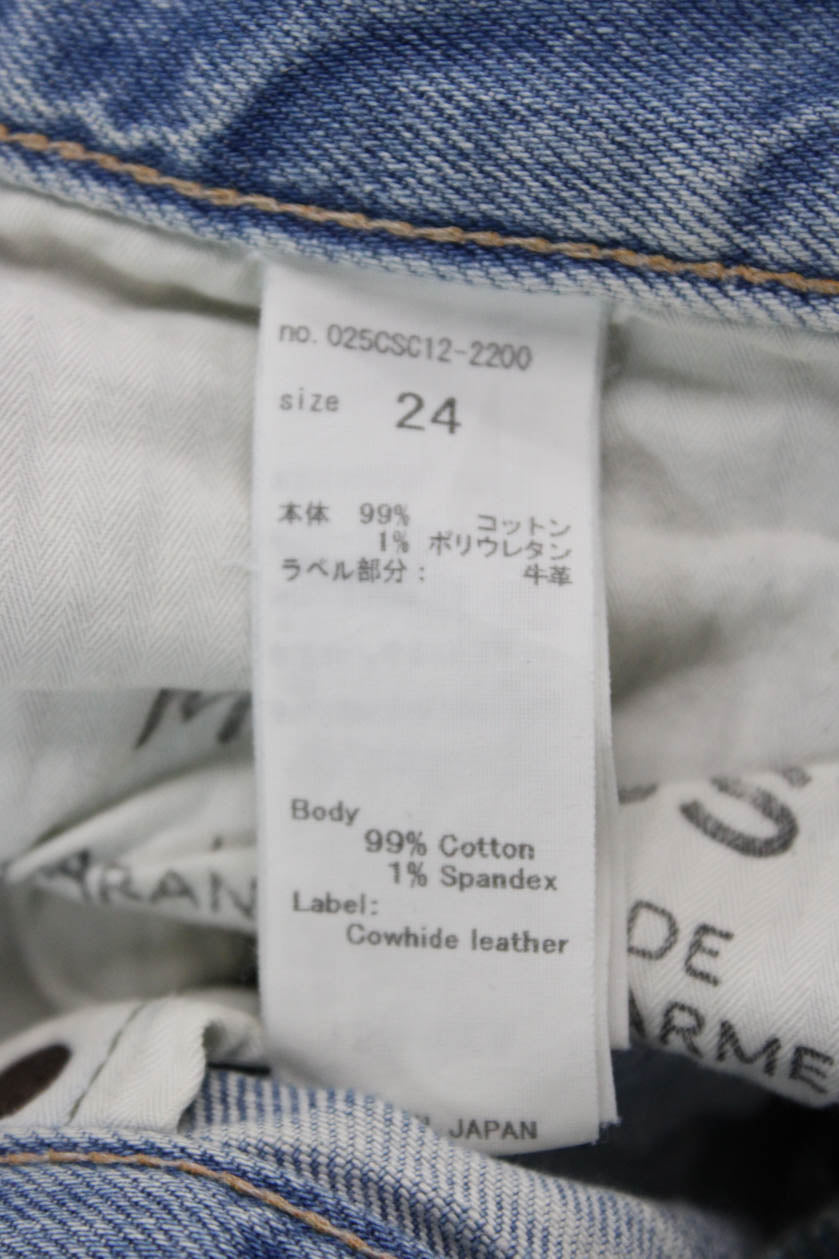 no. 025CSC12-2200
size 24
本体 99% コットン
1% ポリウレタン
ラベル部分： 牛革
Body
99% Cotton
1% Spandex
Label:
Cowhide leather
JAPAN
DE